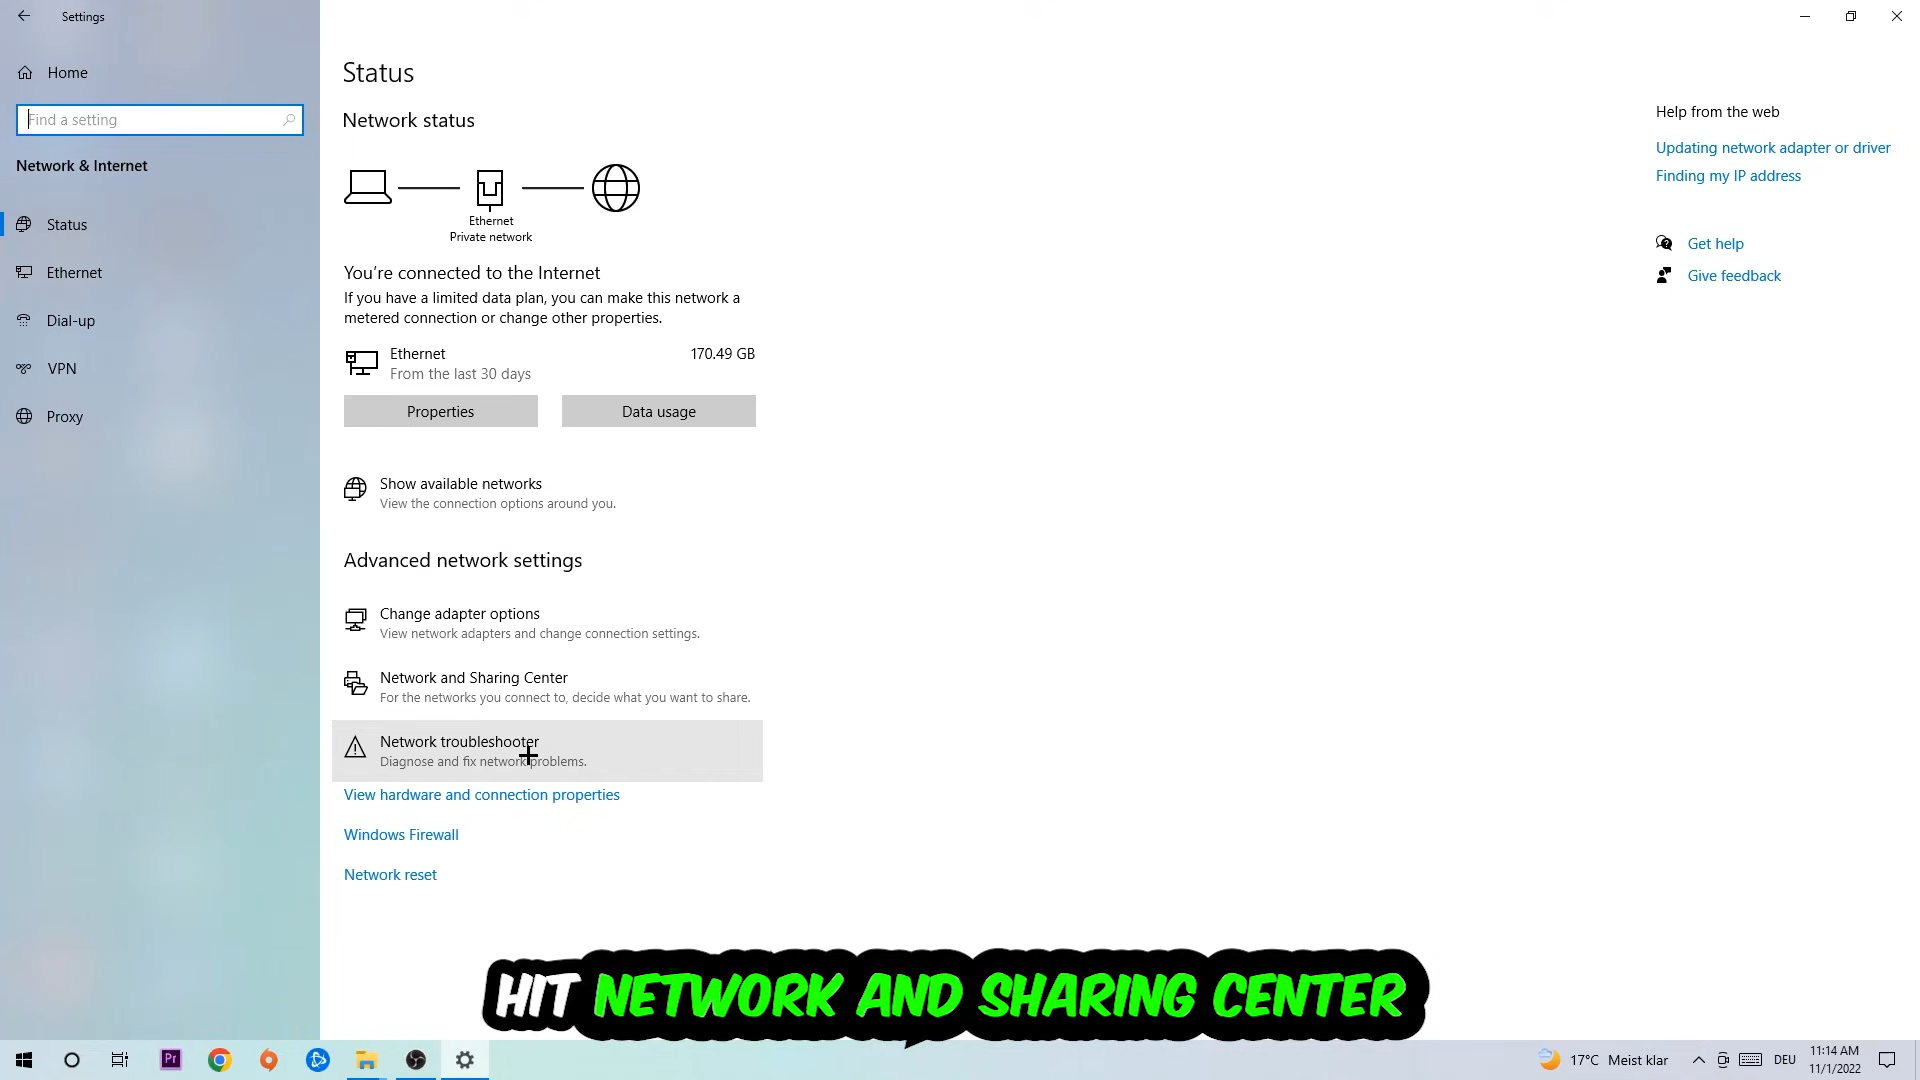 Settings
Home
Find a setting
Network & Internet
Status
Ethernet
Dial-up
VPN
Proxy
Status
Network status
Ethernet
Private network
You're connected to the Internet
If you have a limited data plan, you can make this network a
metered connection or change other properties.
Ethernet
170.49 GB
From the last 30 days
Properties
Data usage
Show available networks
View the connection options around you.
Advanced network settings
Change adapter options
View network adapters and change connection settings.
Network and Sharing Center
For the networks you connect to, decide what you want to share.
Network troubleshooter
Diagnose and fix network problems.
View hardware and connection properties
Windows Firewall
Network reset
Help from the web
Updating network adapter or driver
Finding my IP address
Get help
Give feedback
HIT NETWORK AND SHARING CENTER
Pr
17°C Meist klar
DEU
11:14 AM
11/1/2022